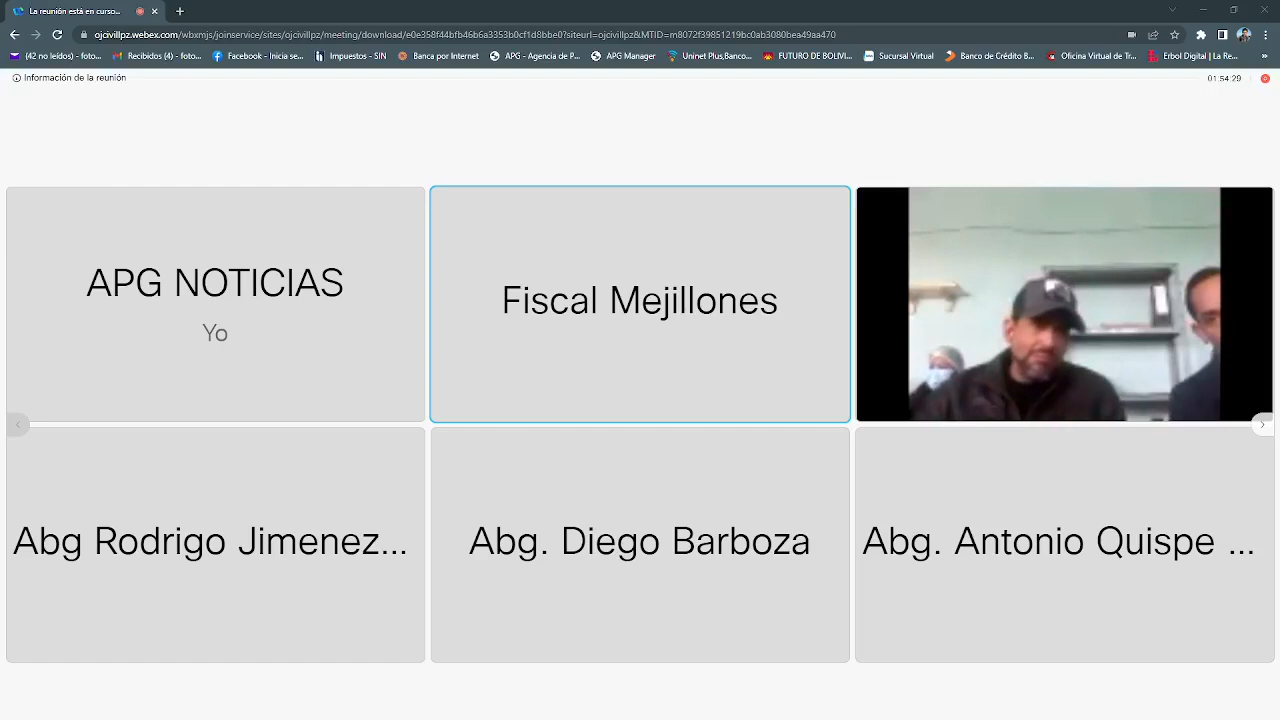 La reunión está en curso...
ojcivillpz.webex.com/wbxmjs/joinservice/sites/ojcivillpz/meeting/download/e0e358f44b1b46b6a33531b0cf1d8bbe0?siteurl=ojcivillpz&MTID=m8072f39851219bc0ab3080bea49aa470
(42 no leídos) - foto...
Recibidos (4) - foto...
Facebook - Inicia se...
Impuestos - SIN
Banca por Internet
APG - Agencia de P...
APG Manager
Uninet Plus,Banco...
FUTURO DE BOLIVI...
Sucursal Virtual
Banco de Crédito B...
Oficina Virtual de Tr...
Erbol Digital | La Re...
Información de la reunión
01:54:29
APG NOTICIAS
Yo
Fiscal Mejillones
Abg Rodrigo Jimenez...
Abg. Diego Barboza
Abg. Antonio Quispe ...